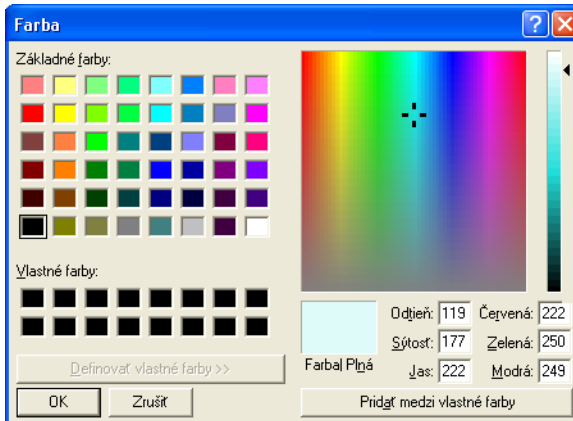 Farba
Základné farby:
Vlastné farby:
Definovať vlastné farby >>
OK
Zrušiť
Farba| Plná
Odtieň: 119
Sýtosť: 177
Jas: 222
Červená: 222
Zelená: 250
Modrá: 249
Pridať medzi vlastné farby